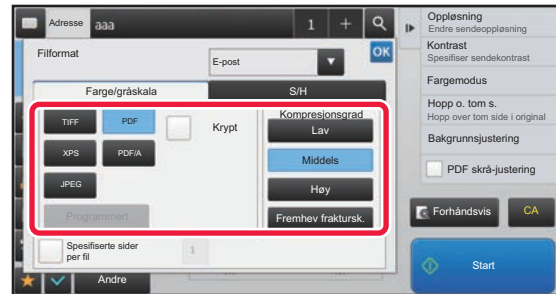 Adresse aaa 1 +
Filformat
E-post
OK
Farge/gråskala
S/H
TIFF
PDF
Krypt
XPS
PDF/A
JPEG
Programmert
Kompresjonsgrad
Lav
Middels
Høy
Fremhev fraktursk.
Spesifiserte sider
per fil
1
Andre
Oppløsning
Endre sendeoppløsning
Kontrast
Spesifiser sendekontrast
Fargemodus
Hopp o. tom s.
Hopp over tom side i original
Bakgrunnsjustering
PDF skrå-justering
Forhåndsvis
CA
Start